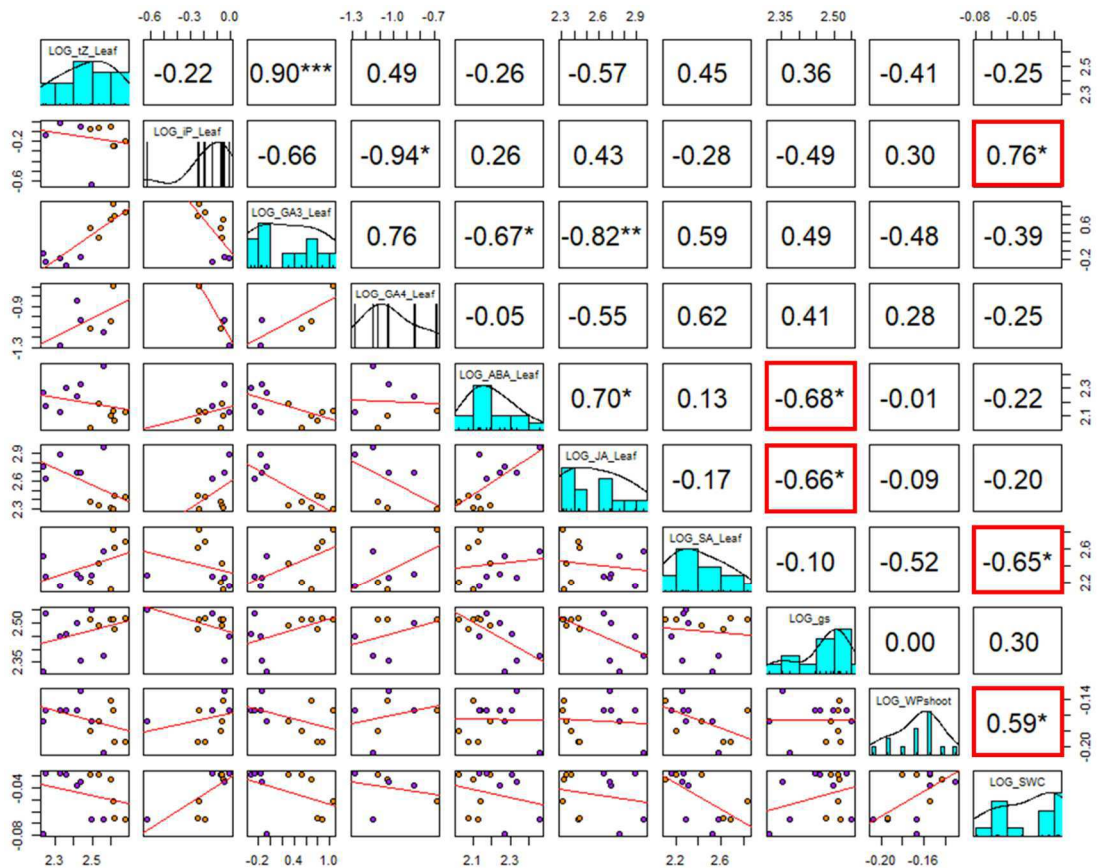 -0.6 -0.3 0.0 -1.3 -1.0 -0.7 2.3 2.6 2.9 2.35 2.50 -0.08 -0.05
LOG_tZ_Leaf -0.22 0.90*** 0.49 -0.26 -0.57 0.45 0.36 -0.41 -0.25 2.3 2.5
-0.6 -0.2 LOG_iP_Leaf -0.66 -0.94* 0.26 0.43 -0.28 -0.49 0.30 0.76*
LOG_GA3_Leaf 0.76 -0.67* -0.82** 0.59 0.49 -0.48 -0.39 -0.2 0.6
-1.3 -0.9 LOG_GA4_Leaf -0.05 -0.55 0.62 0.41 0.28 -0.25
LOG_ABA_Leaf 0.70* 0.13 -0.68* -0.01 -0.22 2.1 2.3
2.3 2.6 2.9 LOG_JA_Leaf -0.17 -0.66* -0.09 -0.20
LOG_SA_Leaf -0.10 -0.52 -0.65* 2.2 2.6
2.35 2.50 LOG_gs 0.00 0.30
LOG_WPshoot 0.59* -0.20 -0.14
-0.08 -0.04 LOG_SWC
2.3 2.5 -0.2 0.4 1.0 2.1 2.3 2.2 2.6 -0.20 -0.16